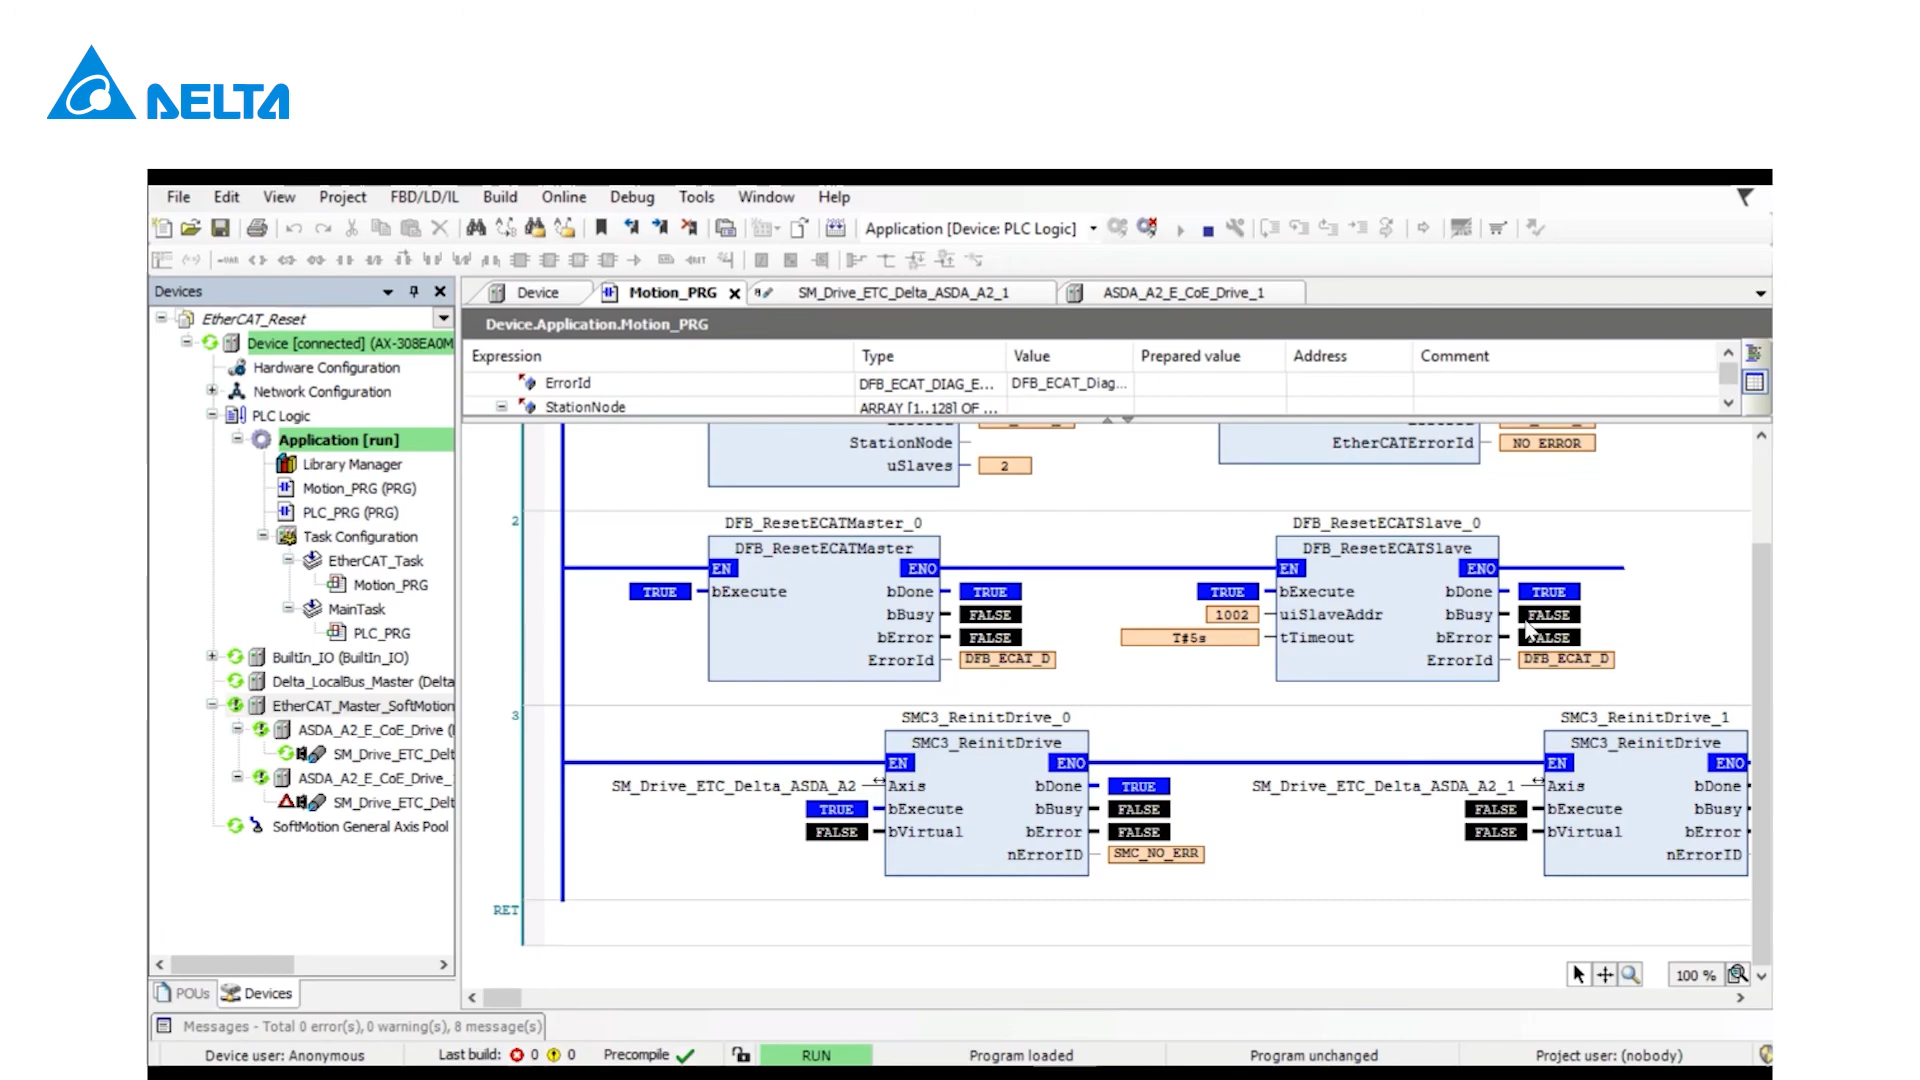 DELTA
File Edit View Project FBD/LD/IL Build Online Debug Tools Window Help
Application [Device: PLC Logic]
Devices
Device Motion_PRG SM_Drive_ETC_Delta_ASDA_A2_1 ASDA_A2_E_CoE_Drive_1
EtherCAT_Reset
Device [connected] (AX-308EA0M
Hardware Configuration
Network Configuration
PLC Logic
Application [run]
Library Manager
Motion_PRG (PRG)
PLC_PRG (PRG)
Task Configuration
EtherCAT_Task
Motion_PRG
MainTask
PLC_PRG
BuiltIn_IO (BuiltIn_IO)
Delta_LocalBus_Master (Delta
EtherCAT_Master_SoftMotion
ASDA_A2_E_CoE_Drive (
SM_Drive_ETC_Delt
ASDA_A2_E_CoE_Drive_
SM_Drive_ETC_Delt
SoftMotion General Axis Pool
POUs Devices
Device.Application.Motion_PRG
Expression Type Value Prepared value Address Comment
ErrorId DFB_ECAT_DIAG_E... DFB_ECAT_Diag...
StationNode ARRAY [1..128] OF ...
StationNode EtherCATErrorId NO ERROR
uSlaves 2
2
DFB_ResetECATMaster_0 DFB_ResetECATSlave_0
DFB_ResetECATMaster DFB_ResetECATSlave
EN ENO EN ENO
TRUE bExecute bDone TRUE TRUE bExecute bDone TRUE
bBusy FALSE 1002 uiSlaveAddr bBusy FALSE
bError FALSE T#5s tTimeout bError FALSE
ErrorId DFB_ECAT_D ErrorId DFB_ECAT_D
3
SMC3_ReinitDrive_0 SMC3_ReinitDrive_1
SMC3_ReinitDrive SMC3_ReinitDrive
EN ENO EN ENO
SM_Drive_ETC_Delta_ASDA_A2 Axis bDone TRUE SM_Drive_ETC_Delta_ASDA_A2_1 Axis bDone
TRUE bExecute bBusy FALSE FALSE bExecute bBusy
FALSE bVirtual bError FALSE FALSE bVirtual bError
nErrorID SMC_NO_ERR nErrorID
RET
100 %
Messages - Total 0 error(s), 0 warning(s), 8 message(s)
Device user: Anonymous Last build: 0 0 Precompile RUN Program loaded Program unchanged Project user: (nobody)